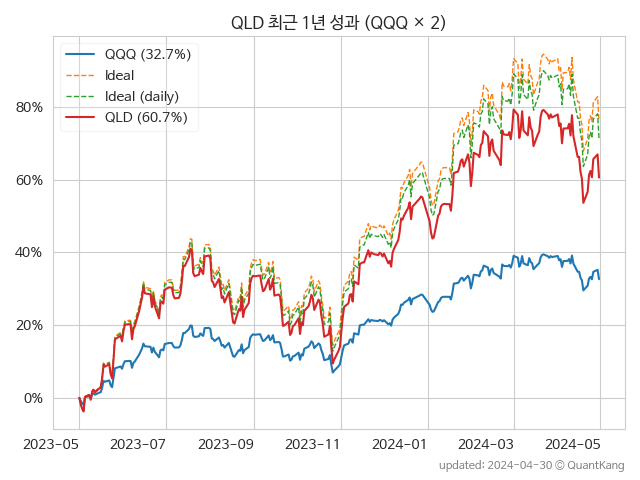 QLD 최근 1년 성과 (QQQ × 2)
QQQ (32.7%)
Ideal
Ideal (daily)
QLD (60.7%)
80%
60%
40%
20%
0%
2023-05 2023-07 2023-09 2023-11 2024-01 2024-03 2024-05
updated: 2024-04-30 © QuantKang